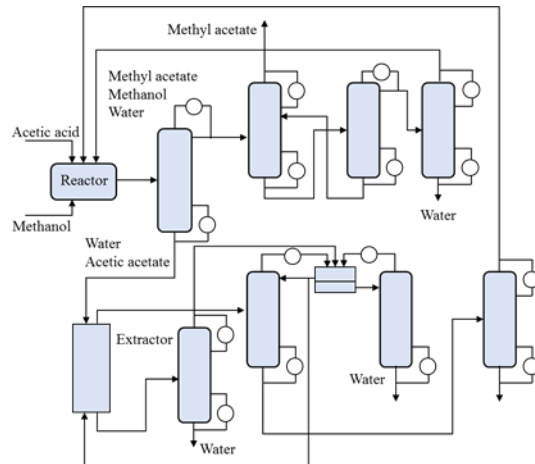 Methyl acetate
Methyl acetate
Methanol
Water
Acetic acid
Reactor
Methanol
Water
Water
Acetic acetate
Extractor
Water
Water